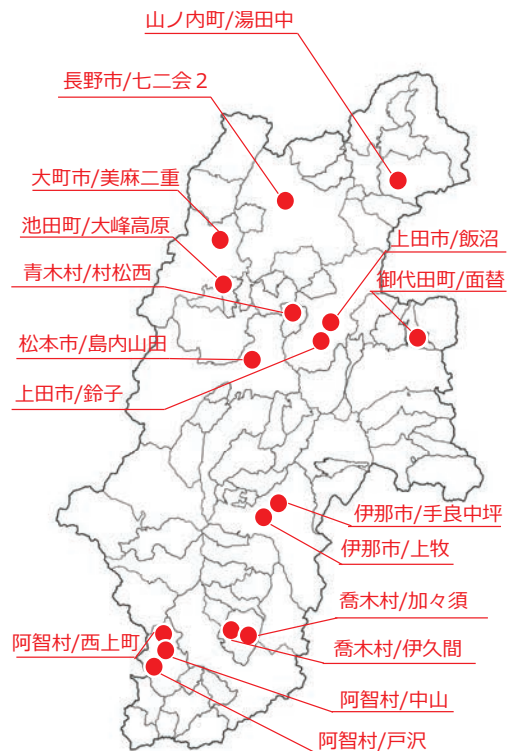 山ノ内町/湯田中
長野市/七二会２
大町市/美麻二重
池田町/大峰高原
上田市/飯沼
青木村/村松西
御代田町/面替
松本市/島内山田
上田市/鈴子
伊那市/手良中坪
伊那市/上牧
喬木村/加々須
阿智村/西上町
喬木村/伊久間
阿智村/中山
阿智村/戸沢